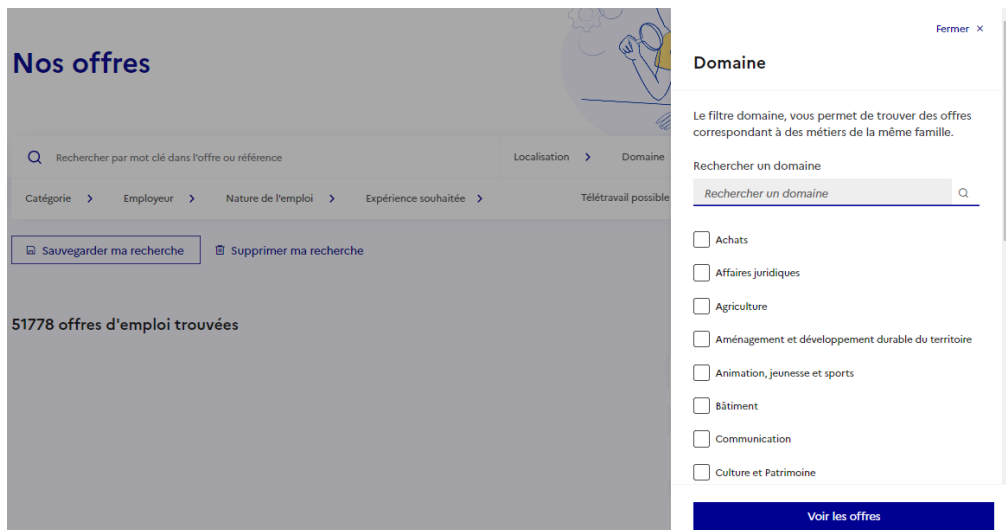 Nos offres
Rechercher par mot clé dans l'offre ou référence
Localisation
Domaine
Catégorie
Employeur
Nature de l'emploi
Expérience souhaitée
Télétravail possible
Sauvegarder ma recherche
Supprimer ma recherche
51778 offres d'emploi trouvées
Fermer ×
Domaine
Le filtre domaine, vous permet de trouver des offres
correspondant à des métiers de la même famille.
Rechercher un domaine
Rechercher un domaine
Achats
Affaires juridiques
Agriculture
Aménagement et développement durable du territoire
Animation, jeunesse et sports
Bâtiment
Communication
Culture et Patrimoine
Voir les offres